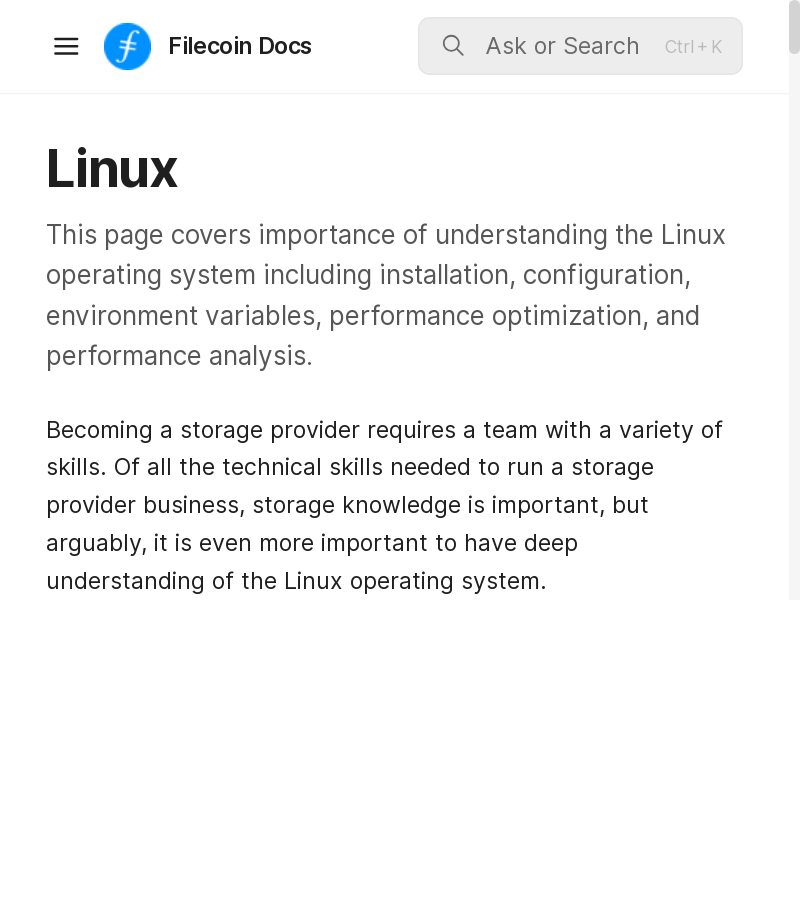 Filecoin Docs
Ask or Search
Ctrl + K
Linux
This page covers importance of understanding the Linux
operating system including installation, configuration,
environment variables, performance optimization, and
performance analysis.
Becoming a storage provider requires a team with a variety of
skills. Of all the technical skills needed to run a storage
provider business, storage knowledge is important, but
arguably, it is even more important to have deep
understanding of the Linux operating system.